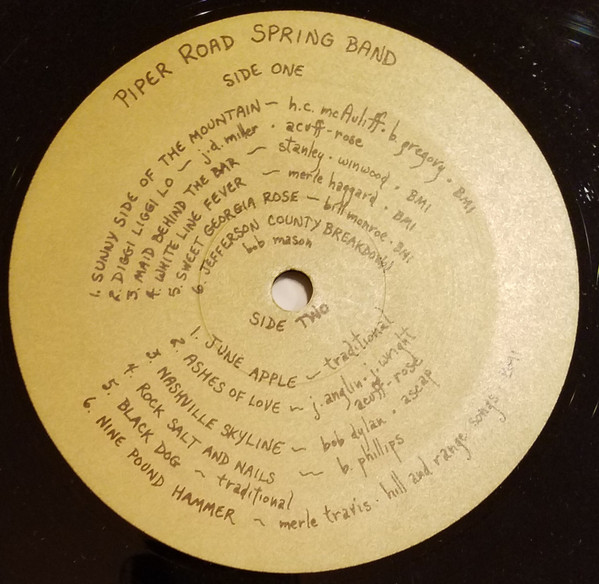 PIPER ROAD SPRING BAND
SIDE ONE
1. SUNNY SIDE OF THE MOUNTAIN – h.c. mcAuliff · b. gregory · BMI
2. DIGGI LIGGI LO – j.d. miller · acuff-rose
3. MAID BEHIND THE BAR – stanley · winwood · BMI
4. WHITE LINE FEVER – merle haggard · BMI
5. SWEET GEORGIA ROSE – bill monroe · BMI
6. JEFFERSON COUNTY BREAKDOWN
bob mason
SIDE TWO
1. JUNE APPLE ~ traditional
2. ASHES OF LOVE ~ j. anglin · j. wright
acuff-rose
3. NASHVILLE SKYLINE ~ bob dylan · ascap
4. ROCK SALT AND NAILS ~ b. phillips
5. BLACK DOG ~ traditional
6. NINE POUND HAMMER ~ merle travis · hill and range songs · BMI